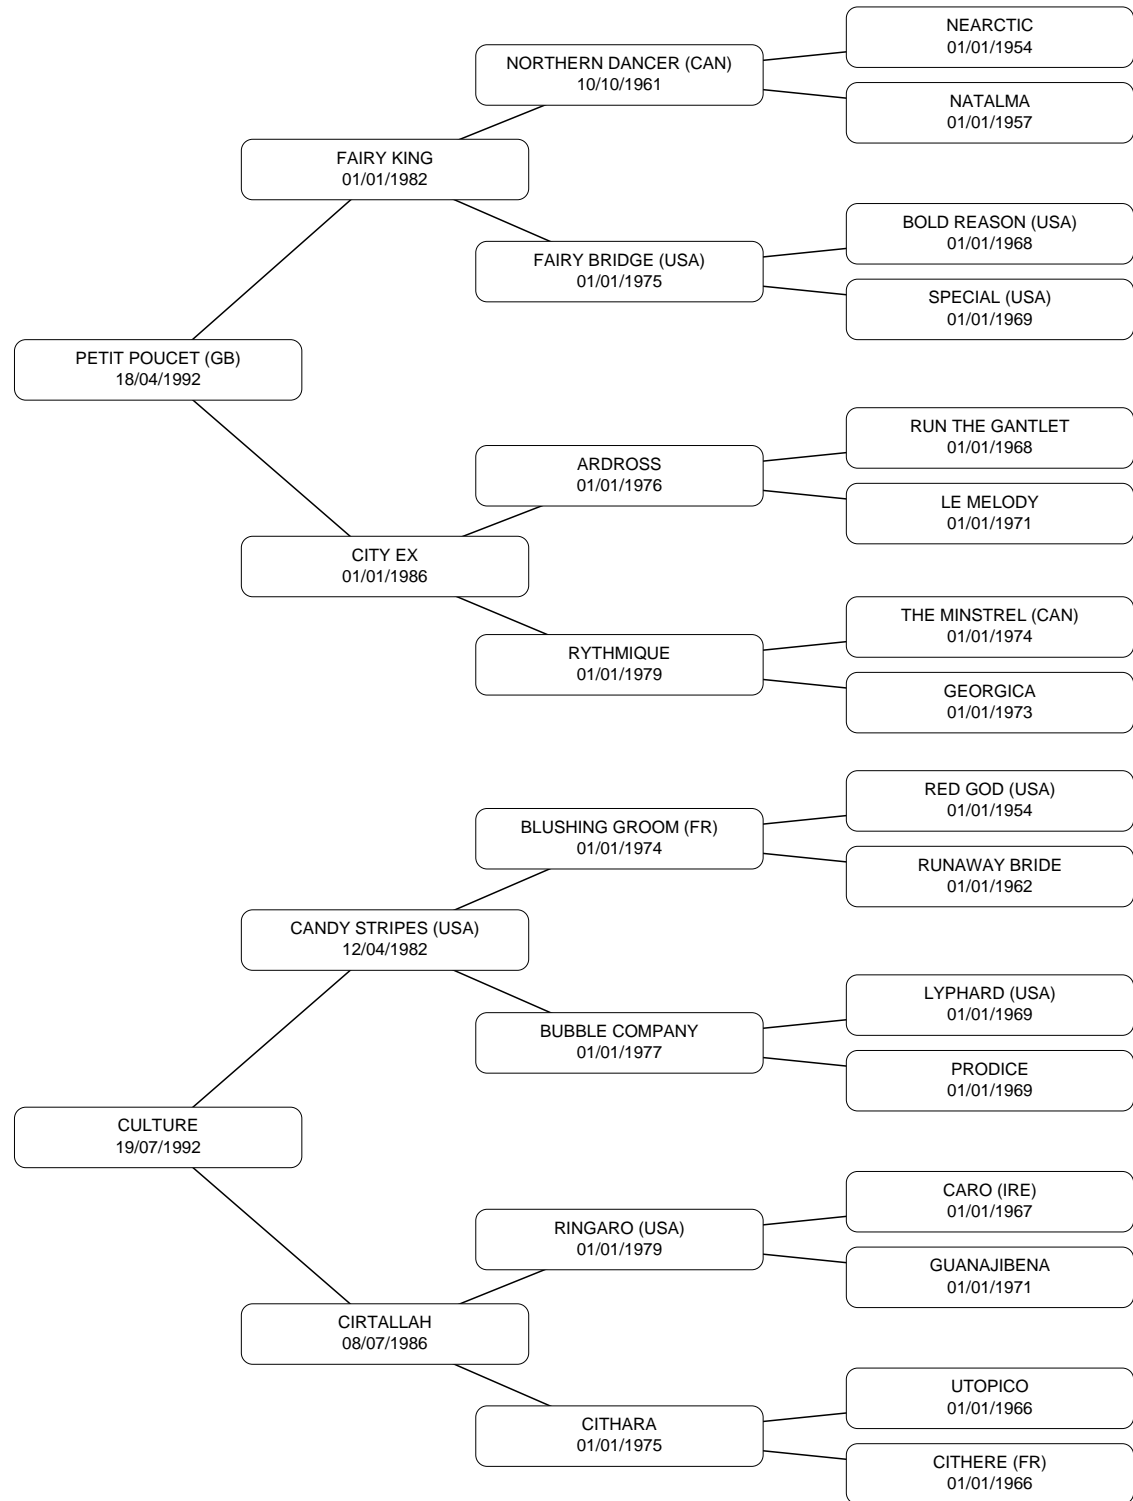 NEARCTIC
01/01/1954
NORTHERN DANCER (CAN)
10/10/1961
NATALMA
01/01/1957
FAIRY KING
01/01/1982
BOLD REASON (USA)
01/01/1968
FAIRY BRIDGE (USA)
01/01/1975
SPECIAL (USA)
01/01/1969
PETIT POUCET (GB)
18/04/1992
RUN THE GANTLET
01/01/1968
ARDROSS
01/01/1976
LE MELODY
01/01/1971
CITY EX
01/01/1986
THE MINSTREL (CAN)
01/01/1974
RYTHMIQUE
01/01/1979
GEORGICA
01/01/1973
RED GOD (USA)
01/01/1954
BLUSHING GROOM (FR)
01/01/1974
RUNAWAY BRIDE
01/01/1962
CANDY STRIPES (USA)
12/04/1982
LYPHARD (USA)
01/01/1969
BUBBLE COMPANY
01/01/1977
PRODICE
01/01/1969
CULTURE
19/07/1992
CARO (IRE)
01/01/1967
RINGARO (USA)
01/01/1979
GUANAJIBENA
01/01/1971
CIRTALLAH
08/07/1986
UTOPICO
01/01/1966
CITHARA
01/01/1975
CITHERE (FR)
01/01/1966